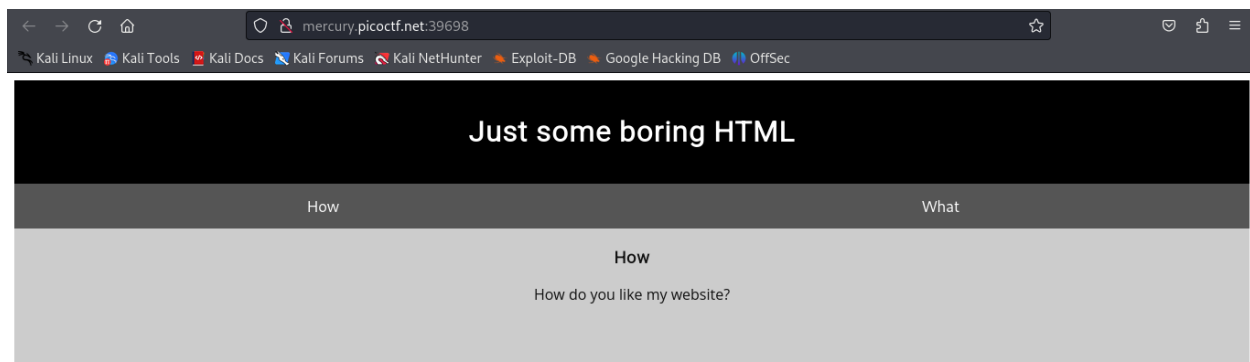 mercury.picoctf.net:39698
Kali Linux Kali Tools Kali Docs Kali Forums Kali NetHunter Exploit-DB Google Hacking DB OffSec
Just some boring HTML
How What
How
How do you like my website?